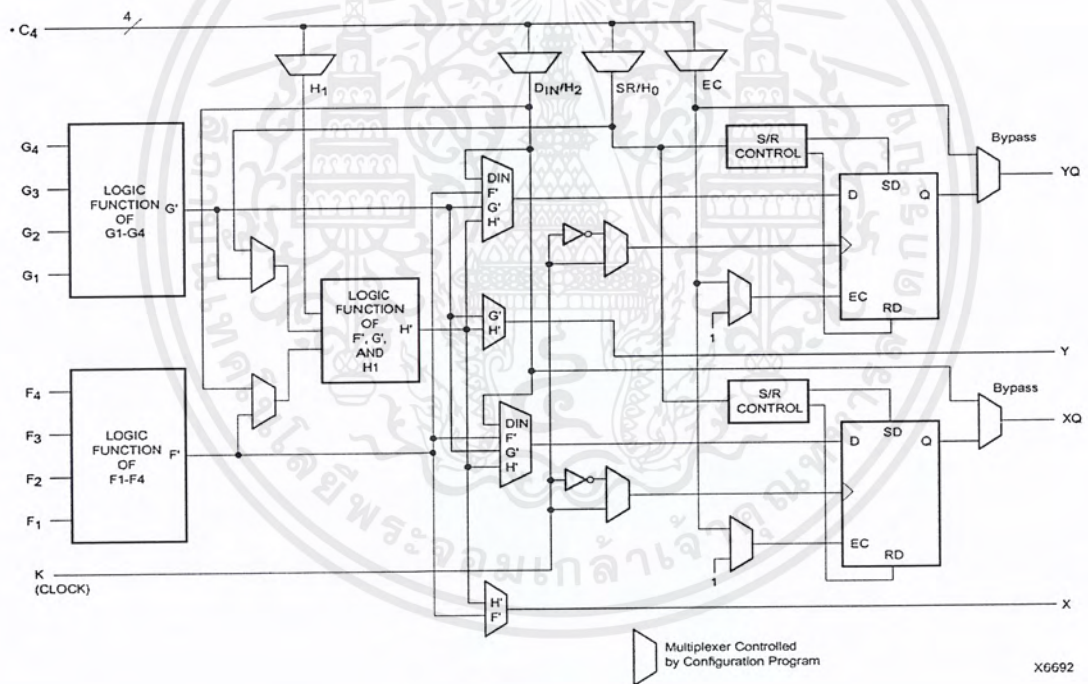 4
• C4
H1
DIN/H2
SR/H0
EC
G4
G3
G2
G1
LOGIC
FUNCTION
OF
G1-G4
G'
DIN
F'
G'
H'
S/R
CONTROL
D
SD
Q
EC
RD
1
Bypass
YQ
LOGIC
FUNCTION
OF
F', G',
AND
H1
H'
G'
H'
Y
F4
F3
F2
F1
LOGIC
FUNCTION
OF
F1-F4
F'
DIN
F'
G'
H'
S/R
CONTROL
D
SD
Q
EC
RD
1
Bypass
XQ
K
(CLOCK)
H'
F'
X
Multiplexer Controlled
by Configuration Program
X6692